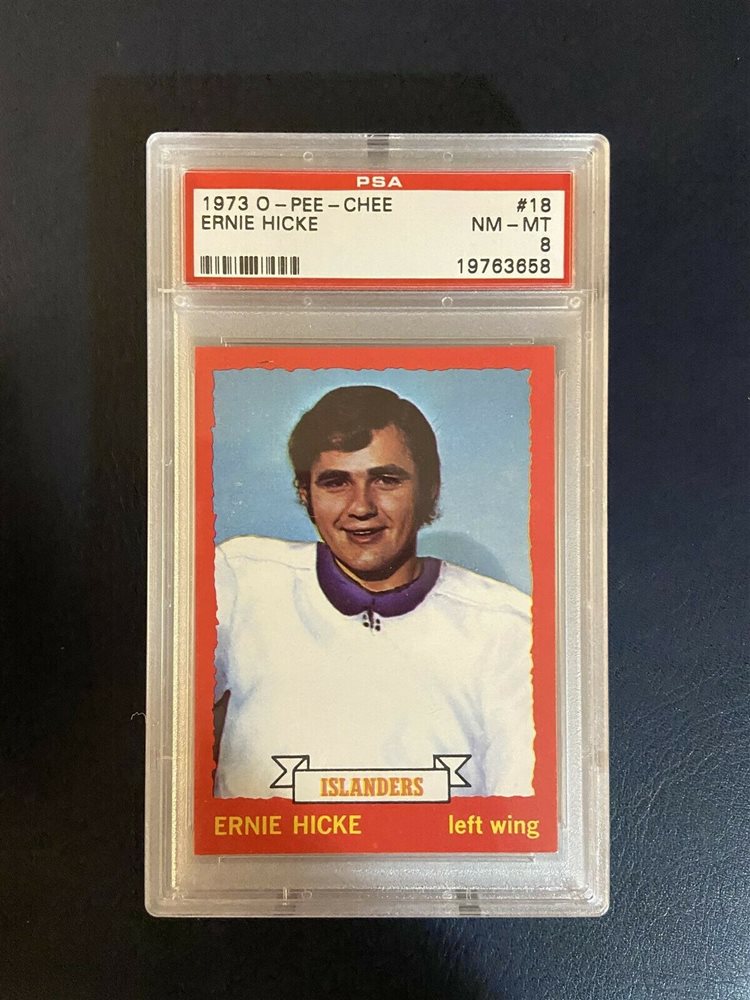 PSA
1973 O-PEE-CHEE #18
ERNIE HICKE NM-MT
8
19763658
ISLANDERS
ERNIE HICKE left wing